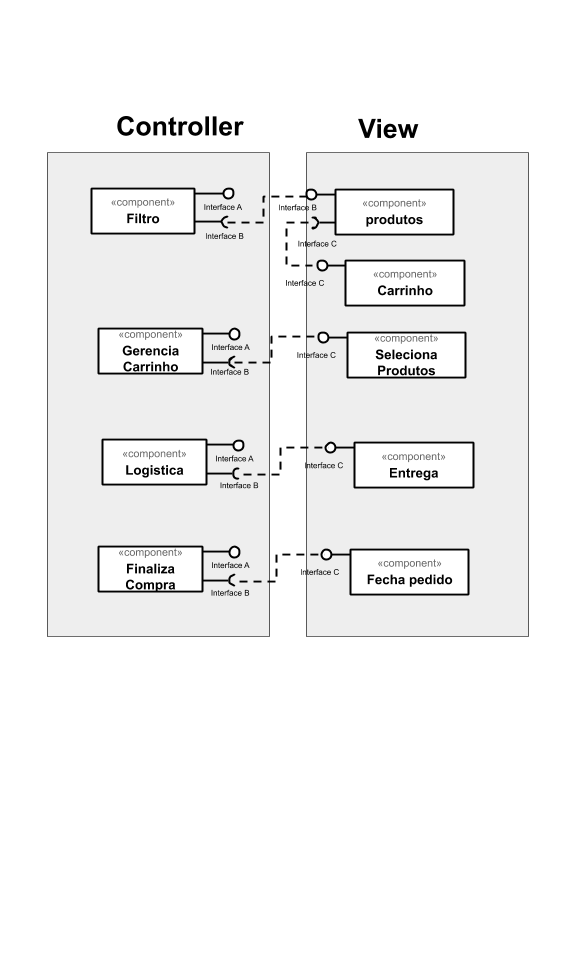 Controller
View
«component»
Filtro
Interface A
Interface B
Interface B
«component»
produtos
Interface C
Interface C
«component»
Carrinho
«component»
Gerencia
Carrinho
Interface A
Interface B
Interface C
«component»
Seleciona
Produtos
«component»
Logistica
Interface A
Interface B
Interface C
«component»
Entrega
«component»
Finaliza
Compra
Interface A
Interface B
Interface C
«component»
Fecha pedido